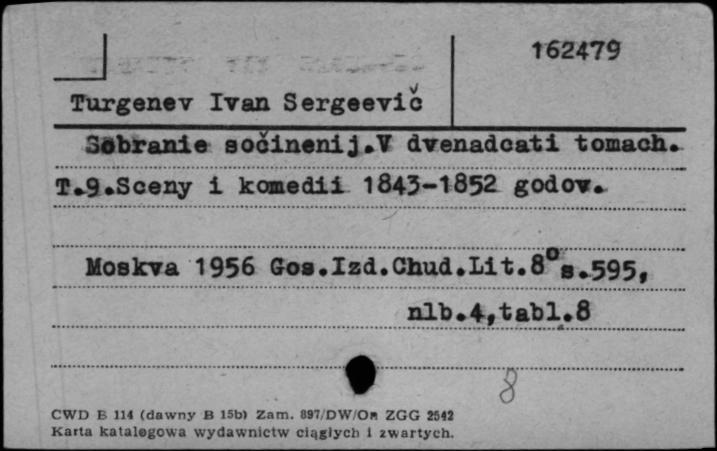 162479
Turgenev Ivan Sergeevič
Sobranie sočinenij.V dvenadcati tomach.
T.9.Sceny i komedii 1843-1852 godov.
Moskva 1956 Gos.Izd.Chud.Lit.8° s.595,
nlb.4,tabl.8
8
CWD B 114 (dawny B 15b) Zam. 897/DW/On ZGG 2542
Karta katalogowa wydawnictw ciągłych i zwartych.